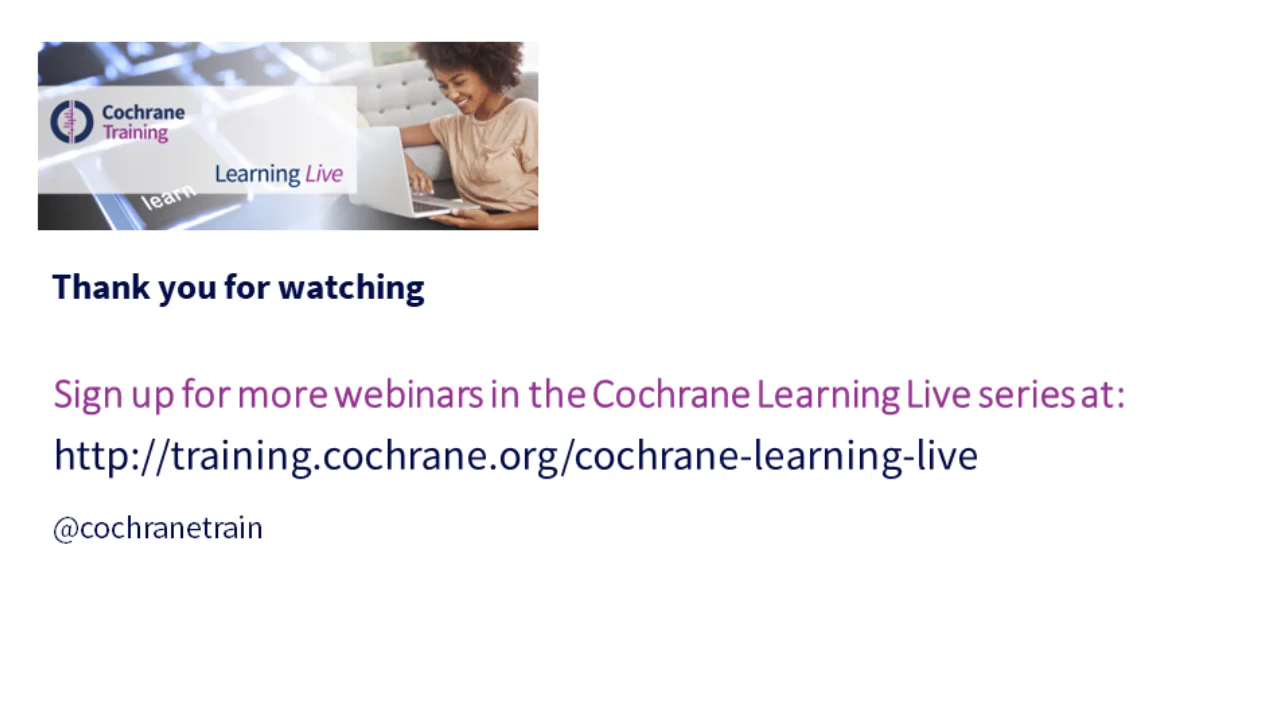 Cochrane
Training
Learning Live
learn
Thank you for watching
Sign up for more webinars in the Cochrane Learning Live series at:
http://training.cochrane.org/cochrane-learning-live
@cochranetrain